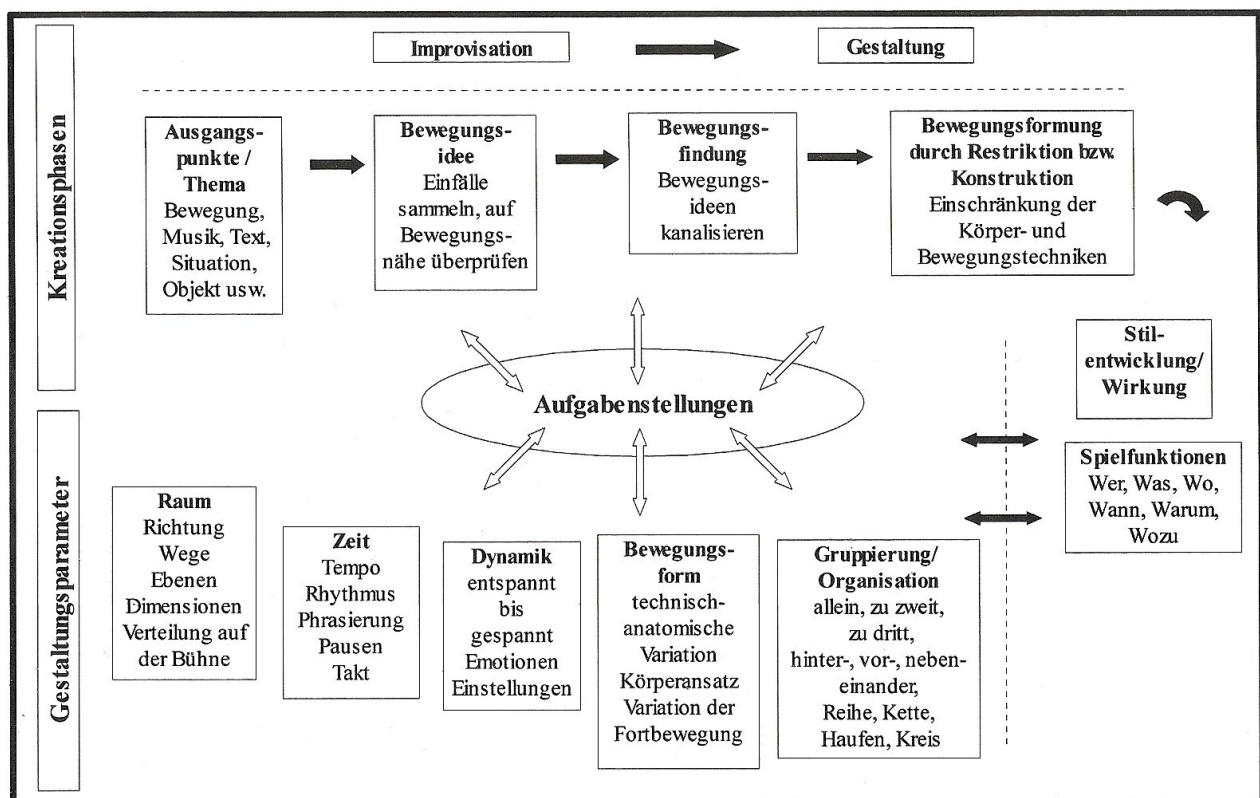 Kreationsphasen
Improvisation
Gestaltung
Ausgangs-
punkte /
Thema
Bewegung,
Musik, Text,
Situation,
Objekt usw.
Bewegungs-
idee
Einfälle
sammeln, auf
Bewegungs-
nähe überprüfen
Bewegungs-
findung
Bewegungs-
ideen
kanalisieren
Bewegungsformung
durch Restriktion bzw.
Konstruktion
Einschränkung der
Körper- und
Bewegungstechniken
Aufgabenstellungen
Stil-
entwicklung/
Wirkung
Spielfunktionen
Wer, Was, Wo,
Wann, Warum,
Wozu
Gestaltungsparameter
Raum
Richtung
Wege
Ebenen
Dimensionen
Verteilung auf
der Bühne
Zeit
Tempo
Rhythmus
Phrasierung
Pausen
Takt
Dynamik
entspannt
bis
gespannt
Emotionen
Einstellungen
Bewegungs-
form
technisch-
anatomische
Variation
Körperansatz
Variation der
Fortbewegung
Gruppierung/
Organisation
allein, zu zweit,
zu dritt,
hinter-, vor-, neben-
einander,
Reihe, Kette,
Haufen, Kreis